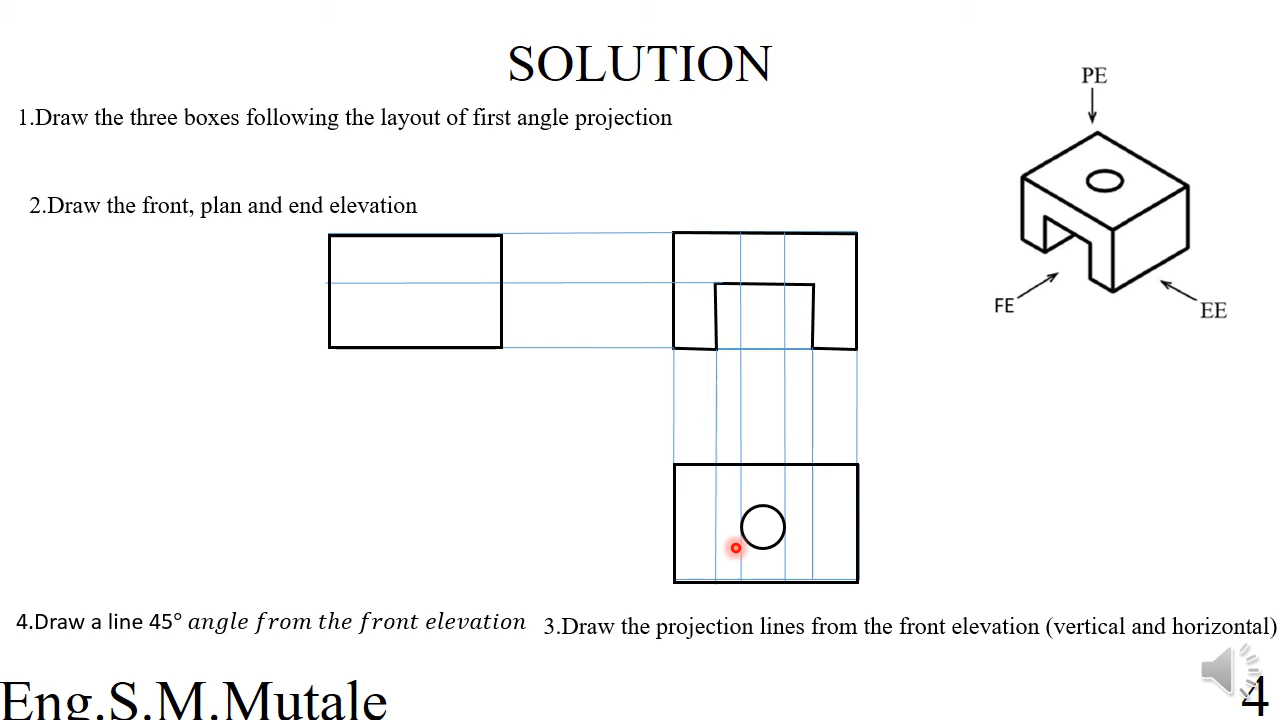 SOLUTION
PE
1.Draw the three boxes following the layout of first angle projection
2.Draw the front, plan and end elevation
FE
EE
4.Draw a line 45° 𝑎𝑛𝑔𝑙𝑒 𝑓𝑟𝑜𝑚 𝑡ℎ𝑒 𝑓𝑟𝑜𝑛𝑡 𝑒𝑙𝑒𝑣𝑎𝑡𝑖𝑜𝑛
3.Draw the projection lines from the front elevation (vertical and horizontal)
Eng.S.M.Mutale
4